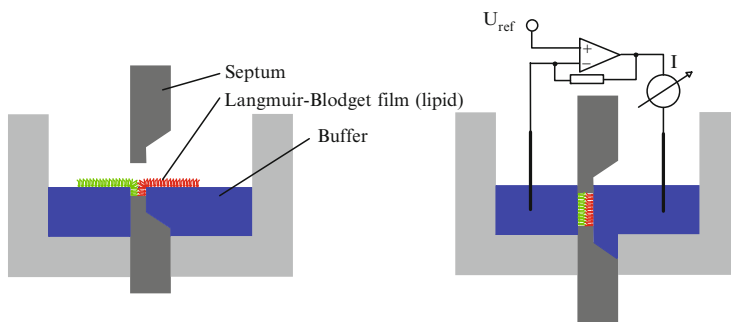 Septum
Langmuir-Blodget film (lipid)
Buffer
U_ref
+
−
I